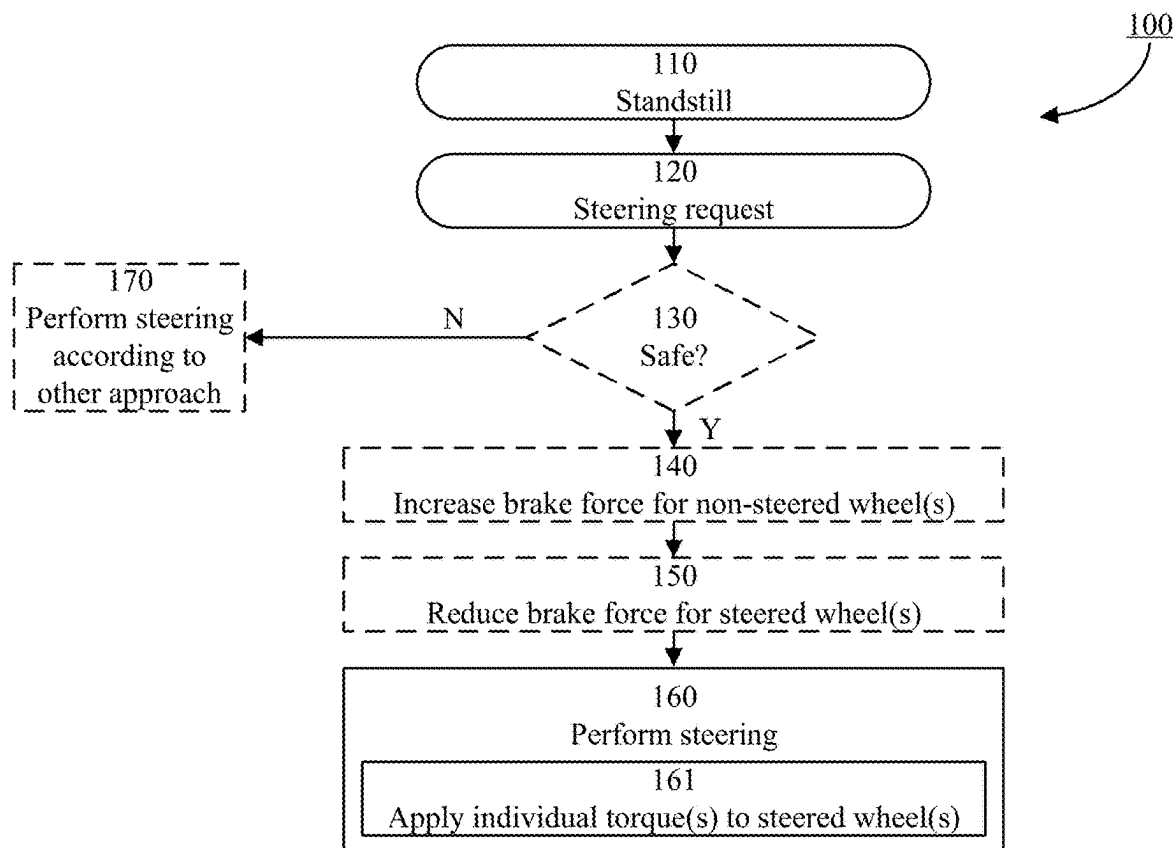 100
110
Standstill
120
Steering request
130
Safe?
N
Y
170
Perform steering
according to
other approach
140
Increase brake force for non-steered wheel(s)
150
Reduce brake force for steered wheel(s)
160
Perform steering
161
Apply individual torque(s) to steered wheel(s)